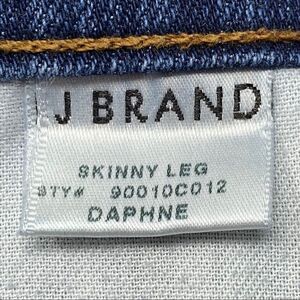 J BRAND
SKINNY LEG
STY# 90010C012
DAPHNE